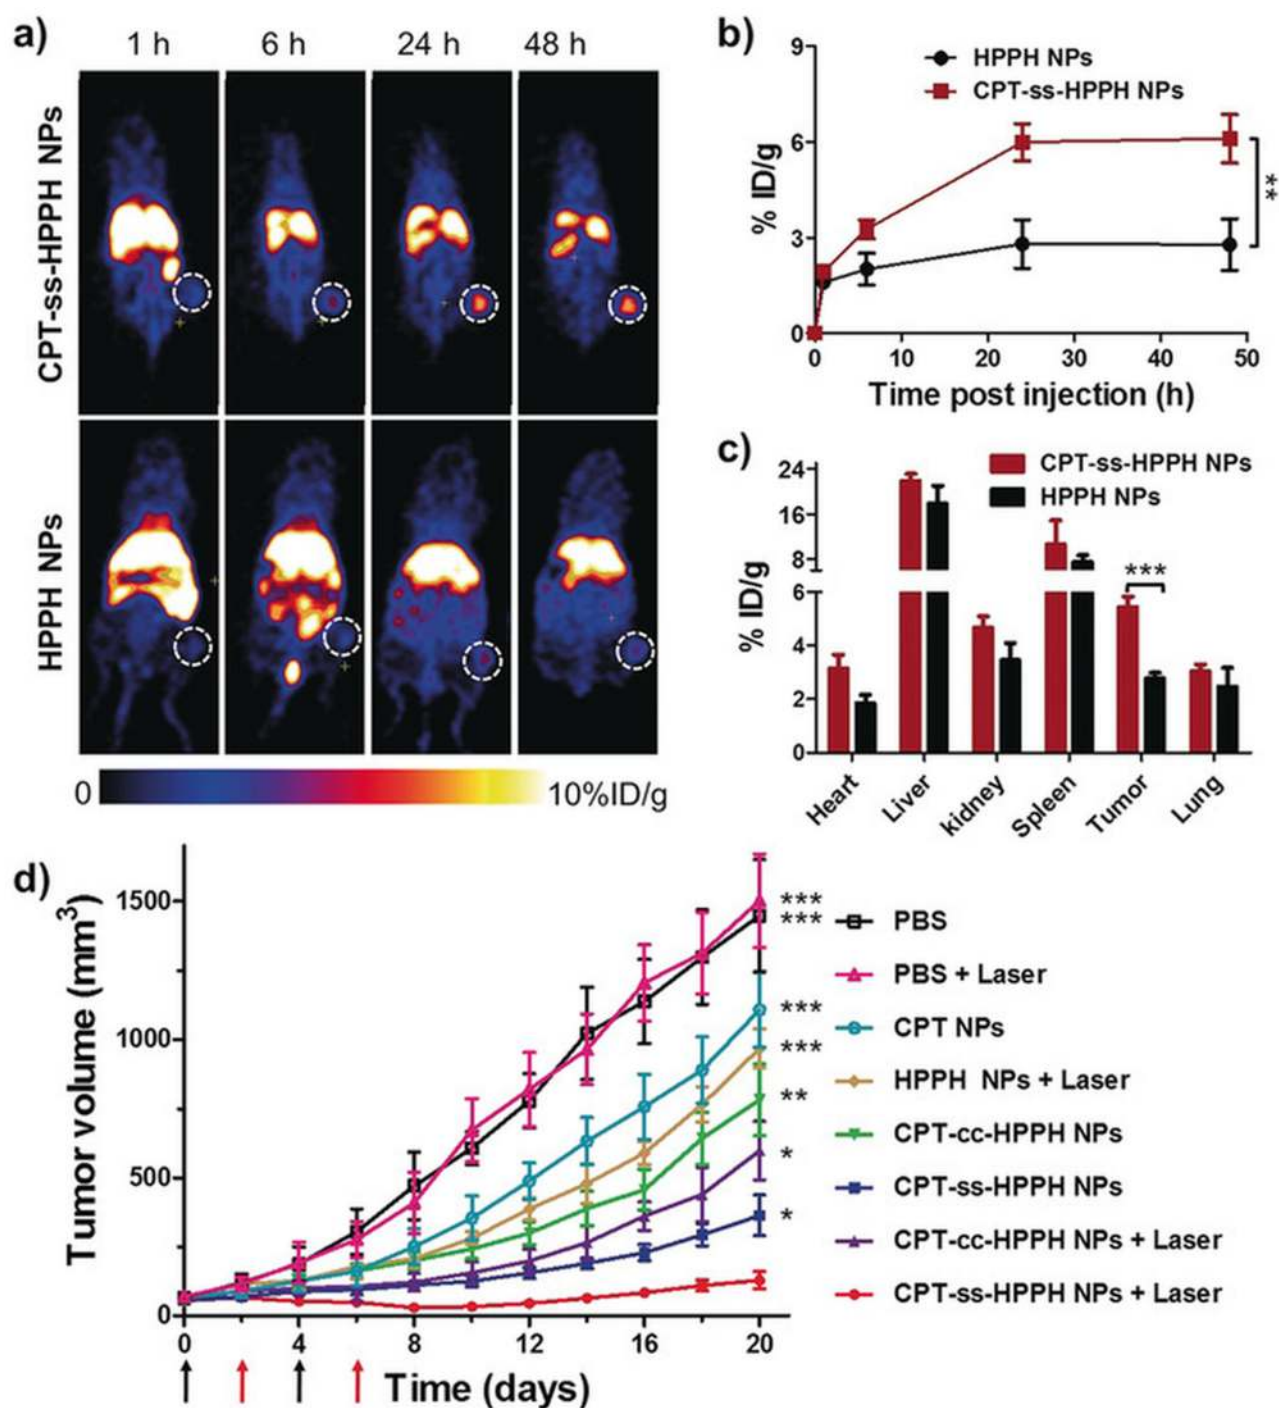 a)
1 h 6 h 24 h 48 h
CPT-ss-HPPH NPs
HPPH NPs
0 10%ID/g
b)
HPPH NPs
CPT-ss-HPPH NPs
% ID/g
9
6
3
0
**
0 10 20 30 40 50
Time post injection (h)
c)
CPT-ss-HPPH NPs
HPPH NPs
% ID/g
24
16
8
6
4
2
0
***
Heart Liver kidney Spleen Tumor Lung
d)
Tumor volume (mm3)
1500
1000
500
0
***
***
***
***
**
*
*
PBS
PBS + Laser
CPT NPs
HPPH NPs + Laser
CPT-cc-HPPH NPs
CPT-ss-HPPH NPs
CPT-cc-HPPH NPs + Laser
CPT-ss-HPPH NPs + Laser
0 4 8 12 16 20
Time (days)